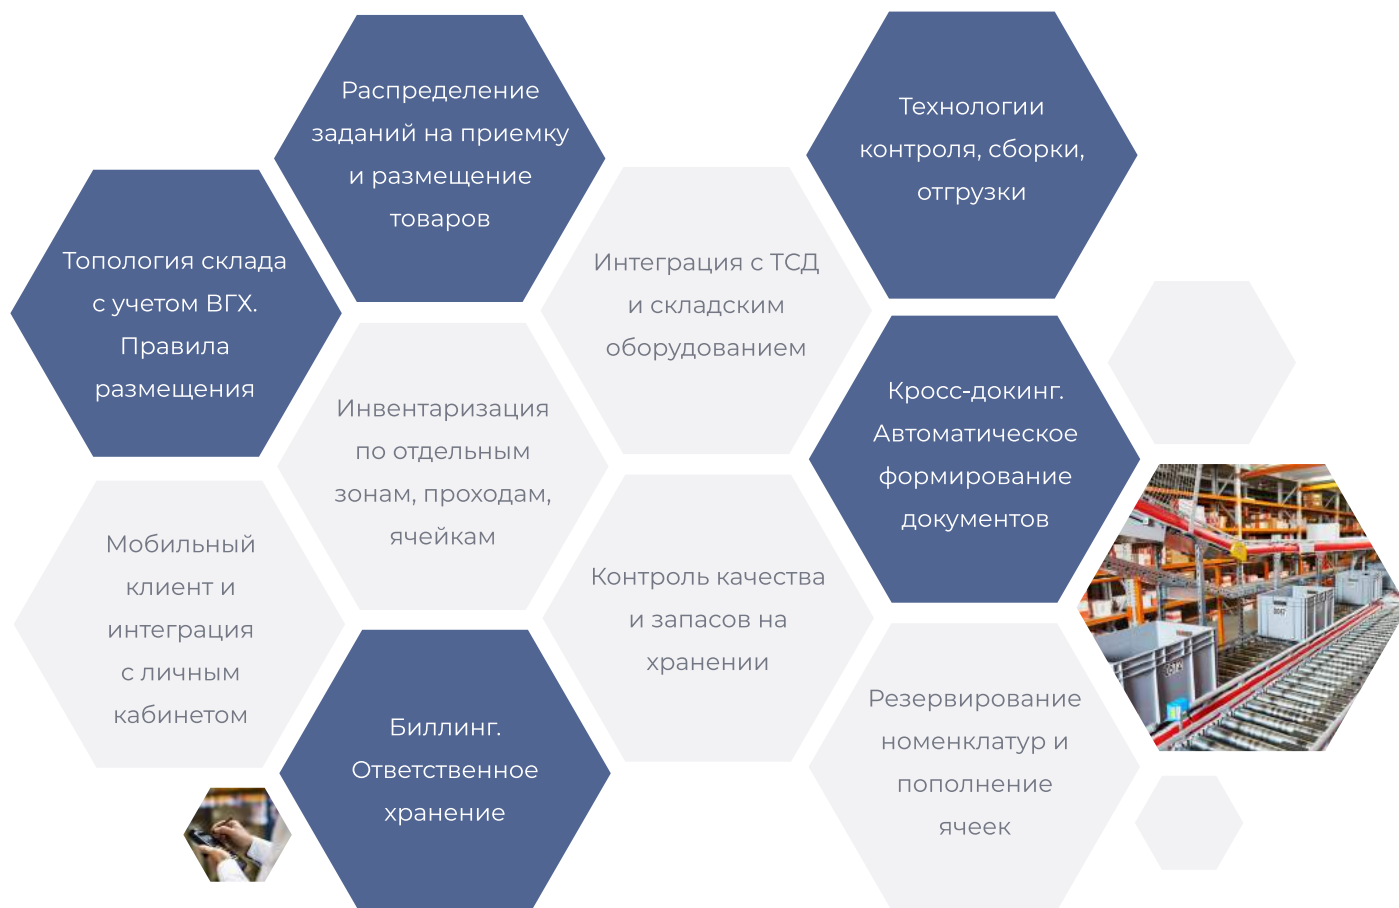 Распределение
заданий на приемку
и размещение
товаров
Технологии
контроля, сборки,
отгрузки
Топология склада
с учетом ВГХ.
Правила
размещения
Интеграция с ТСД
и складским
оборудованием
Инвентаризация
по отдельным
зонам, проходам,
ячейкам
Кросс-докинг.
Автоматическое
формирование
документов
Мобильный
клиент и
интеграция
с личным
кабинетом
Контроль качества
и запасов на
хранении
Биллинг.
Ответственное
хранение
Резервирование
номенклатур и
пополнение
ячеек